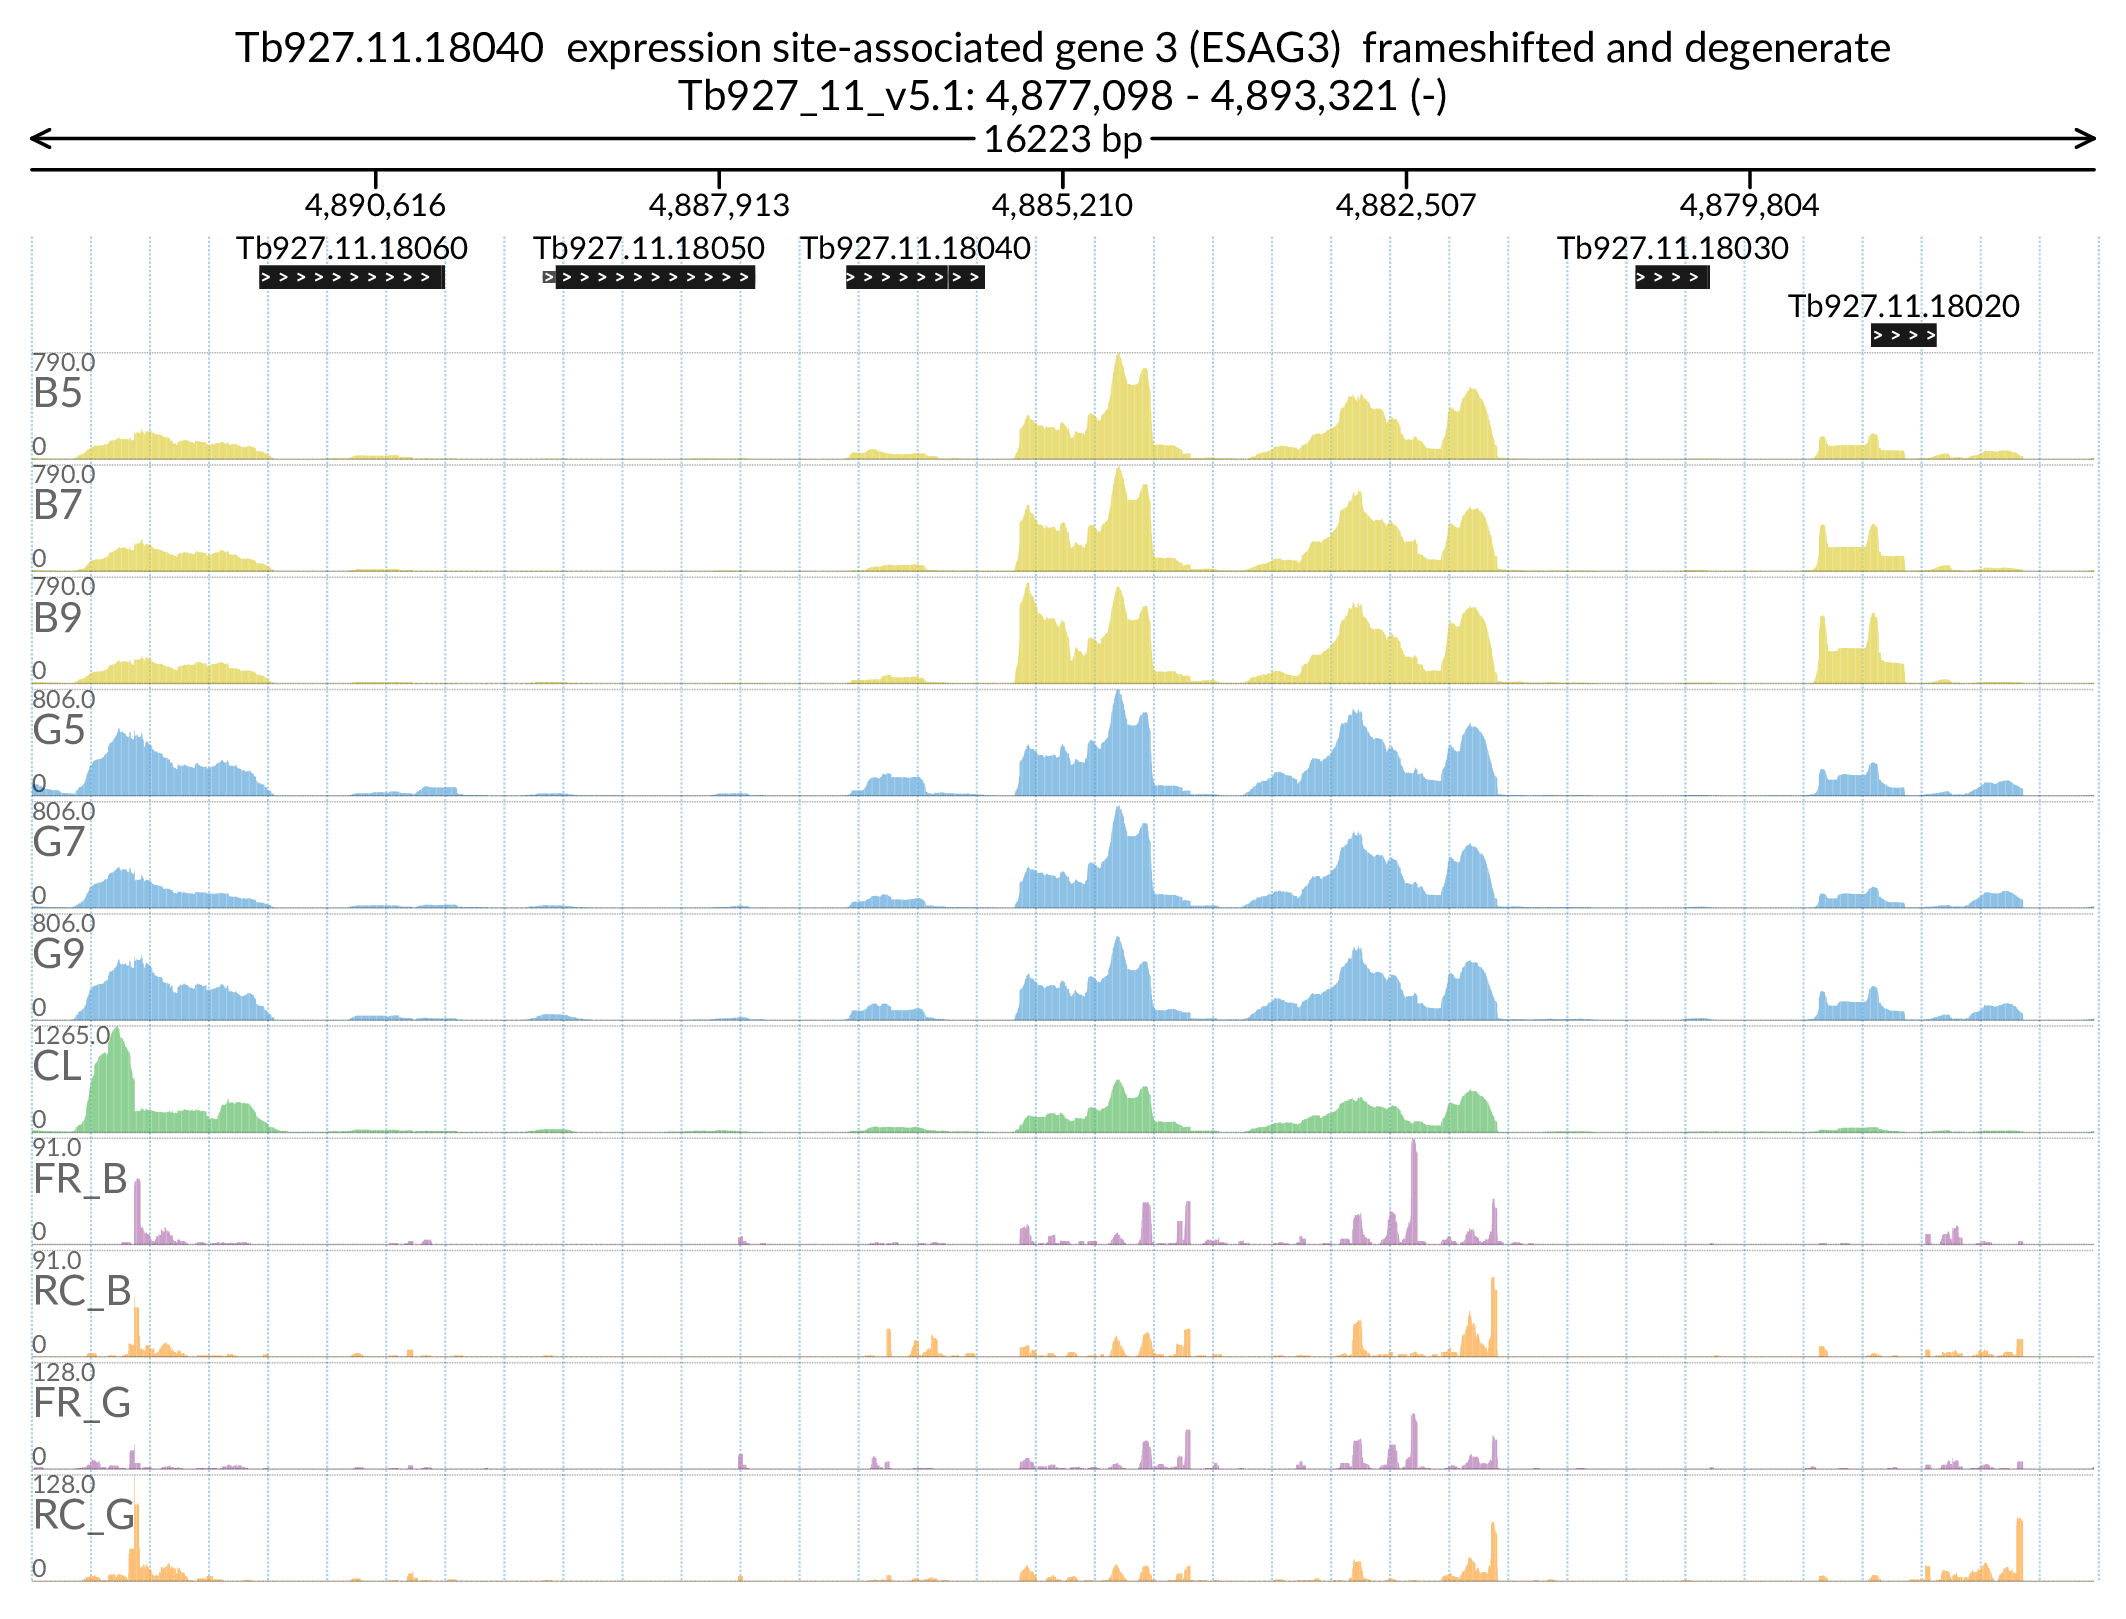 Tb927.11.18040  expression site-associated gene 3 (ESAG3)  frameshifted and degenerate
Tb927_11_v5.1: 4,877,098 - 4,893,321 (-)
16223 bp
4,890,616 4,887,913 4,885,210 4,882,507 4,879,804
Tb927.11.18060 Tb927.11.18050 Tb927.11.18040 Tb927.11.18030
Tb927.11.18020
790.0
B5
0
790.0
B7
0
790.0
B9
0
806.0
G5
0
806.0
G7
0
806.0
G9
0
1265.0
CL
0
91.0
FR_B
0
91.0
RC_B
0
128.0
FR_G
0
128.0
RC_G
0